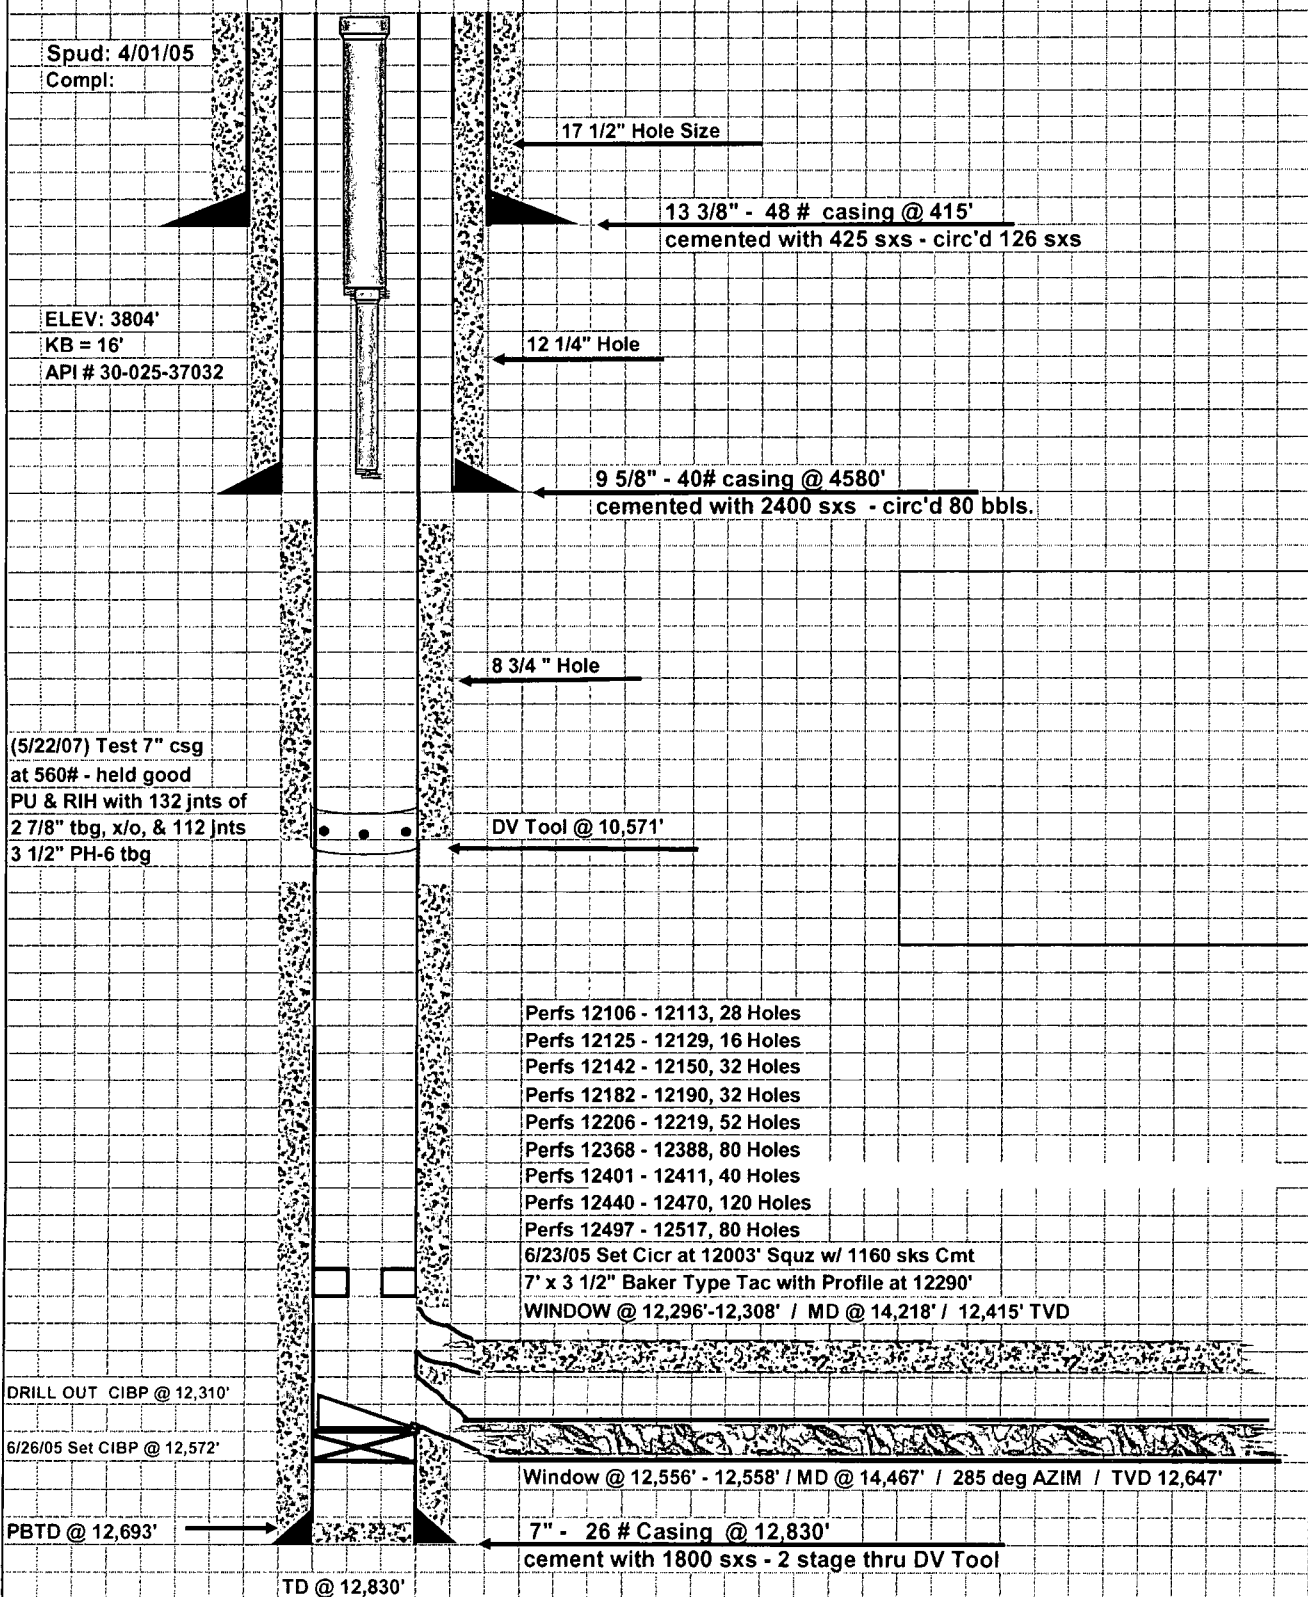 Spud: 4/01/05
Compl:
17 1/2" Hole Size
13 3/8" - 48 # casing @ 415'
cemented with 425 sxs - circ'd 126 sxs
ELEV: 3804'
KB = 16'
API # 30-025-37032
12 1/4" Hole
9 5/8" - 40# casing @ 4580'
cemented with 2400 sxs - circ'd 80 bbls.
8 3/4 " Hole
(5/22/07) Test 7" csg
at 560# - held good
PU & RIH with 132 jnts of
2 7/8" tbg, x/o, & 112 jnts
3 1/2" PH-6 tbg
DV Tool @ 10,571'
Perfs 12106 - 12113, 28 Holes
Perfs 12125 - 12129, 16 Holes
Perfs 12142 - 12150, 32 Holes
Perfs 12182 - 12190, 32 Holes
Perfs 12206 - 12219, 52 Holes
Perfs 12368 - 12388, 80 Holes
Perfs 12401 - 12411, 40 Holes
Perfs 12440 - 12470, 120 Holes
Perfs 12497 - 12517, 80 Holes
6/23/05 Set Cicr at 12003' Squz w/ 1160 sks Cmt
7' x 3 1/2" Baker Type Tac with Profile at 12290'
WINDOW @ 12,296'-12,308' / MD @ 14,218' / 12,415' TVD
DRILL OUT CIBP @ 12,310'
6/26/05 Set CIBP @ 12,572'
Window @ 12,556' - 12,558' / MD @ 14,467' / 285 deg AZIM / TVD 12,647'
PBTD @ 12,693'
7" - 26 # Casing @ 12,830'
cement with 1800 sxs - 2 stage thru DV Tool
TD @ 12,830'